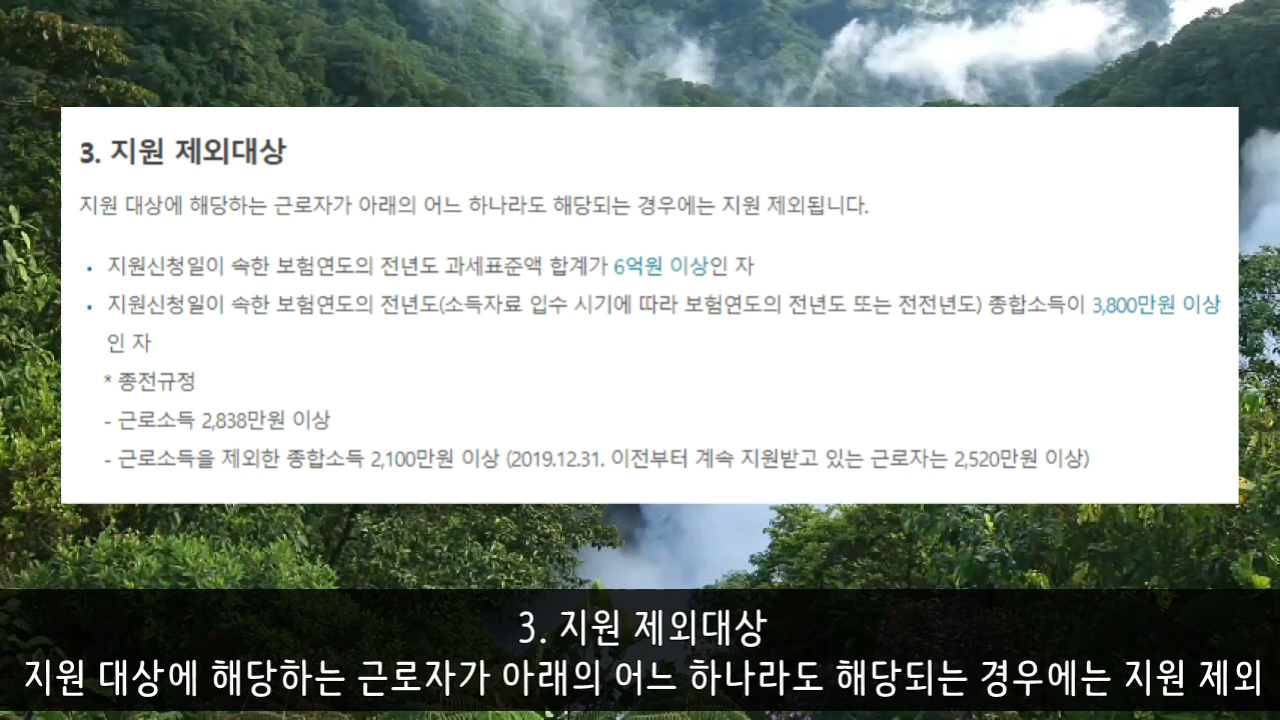 3. 지원 제외대상
지원 대상에 해당하는 근로자가 아래의 어느 하나라도 해당되는 경우에는 지원 제외됩니다.
• 지원신청일이 속한 보험연도의 전년도 과세표준액 합계가 6억원 이상인 자
• 지원신청일이 속한 보험연도의 전년도(소득자료 입수 시기에 따라 보험연도의 전년도 또는 전전년도) 종합소득이 3,800만원 이상
인 자
* 종전규정
- 근로소득 2,838만원 이상
- 근로소득을 제외한 종합소득 2,100만원 이상 (2019.12.31. 이전부터 계속 지원받고 있는 근로자는 2,520만원 이상)
3. 지원 제외대상
지원 대상에 해당하는 근로자가 아래의 어느 하나라도 해당되는 경우에는 지원 제외